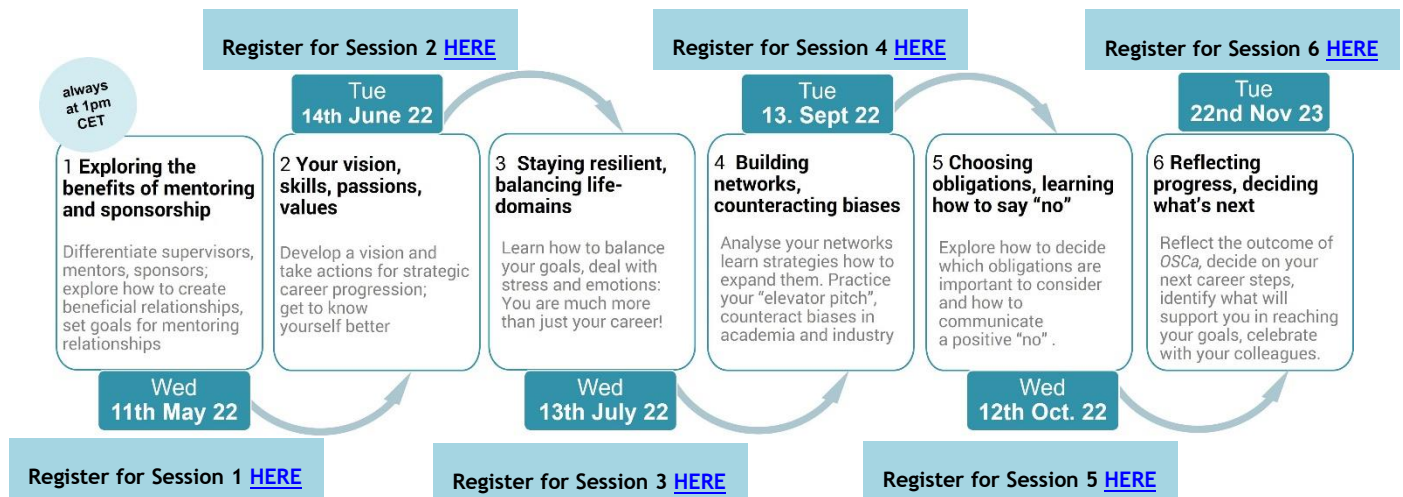 Register for Session 2 HERE
Register for Session 4 HERE
Register for Session 6 HERE
always
at 1pm
CET
Tue
14th June 22
Tue
13. Sept 22
Tue
22nd Nov 23
1 Exploring the
benefits of mentoring
and sponsorship
Differentiate supervisors,
mentors, sponsors;
explore how to create
beneficial relationships,
set goals for mentoring
relationships
2 Your vision,
skills, passions,
values
Develop a vision and
take actions for strategic
career progression;
get to know
yourself better
3 Staying resilient,
balancing life-
domains
Learn how to balance
your goals, deal with
stress and emotions:
You are much more
than just your career!
4 Building
networks,
counteracting biases
Analyse your networks
learn strategies how to
expand them. Practice
your “elevator pitch”,
counteract biases in
academia and industry
5 Choosing
obligations, learning
how to say “no”
Explore how to decide
which obligations are
important to consider
and how to
communicate
a positive “no” .
6 Reflecting
progress, deciding
what’s next
Reflect the outcome of
OSCa, decide on your
next career steps,
identify what will
support you in reaching
your goals, celebrate
with your colleagues.
Wed
11th May 22
Wed
13th July 22
Wed
12th Oct. 22
Register for Session 1 HERE
Register for Session 3 HERE
Register for Session 5 HERE